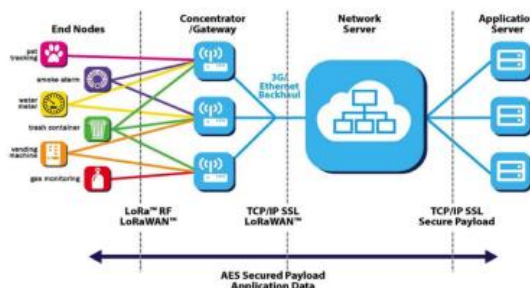 End Nodes
Concentrator
/Gateway
Network
Server
Application
Server
pet
tracking
smoke alarm
water
meter
trash container
vending
machine
gas monitoring
3G/
Ethernet
Backhaul
LoRa™ RF
LoRaWAN™
TCP/IP SSL
LoRaWAN™
TCP/IP SSL
Secure Payload
AES Secured Payload
Application Data